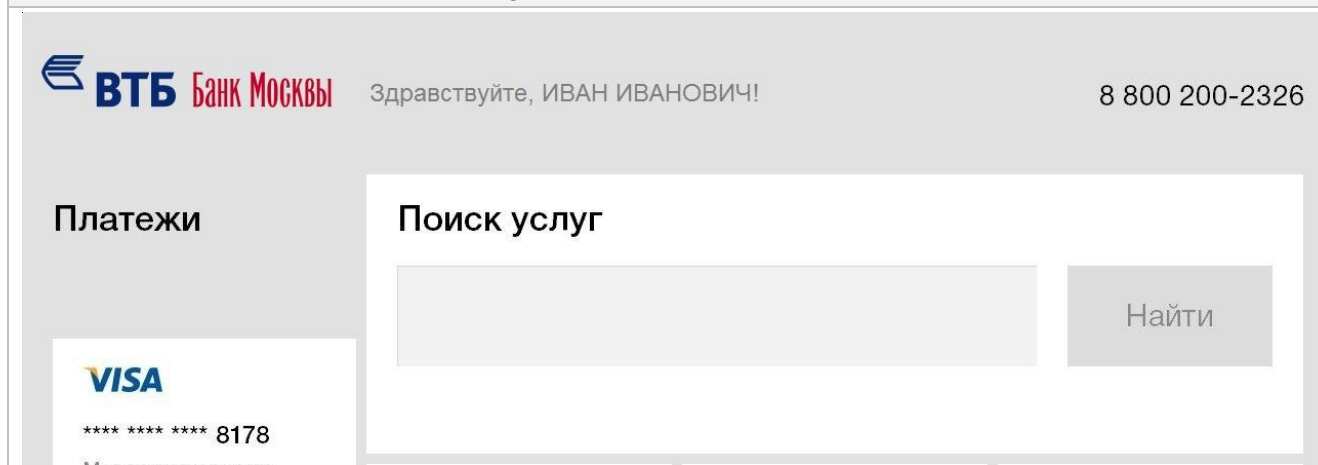 ВТБ Банк Москвы
Здравствуйте, ИВАН ИВАНОВИЧ!
8 800 200-2326
Платежи
Поиск услуг
Найти
VISA
**** **** **** 8178